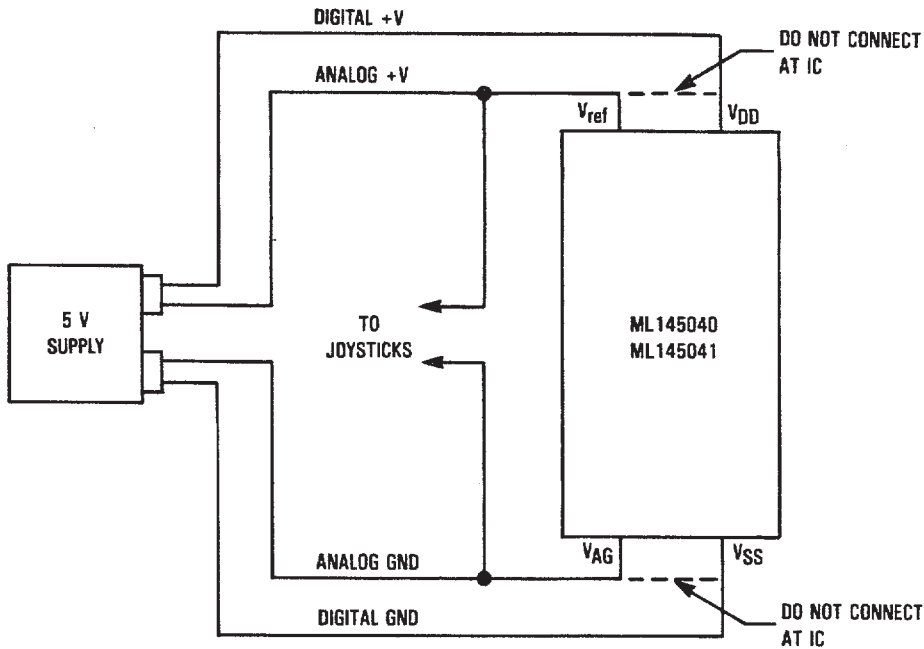 DIGITAL +V
DO NOT CONNECT
AT IC
ANALOG +V
Vref
VDD
5 V
SUPPLY
TO
JOYSTICKS
ML145040
ML145041
VAG
VSS
ANALOG GND
DIGITAL GND
DO NOT CONNECT
AT IC